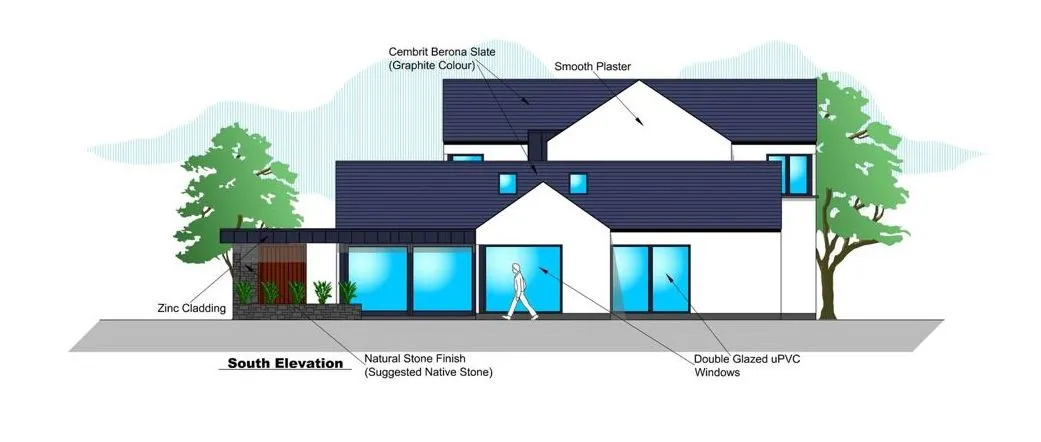 Cembrit Berona Slate
(Graphite Colour)
Smooth Plaster
Zinc Cladding
South Elevation
Natural Stone Finish
(Suggested Native Stone)
Double Glazed uPVC
Windows